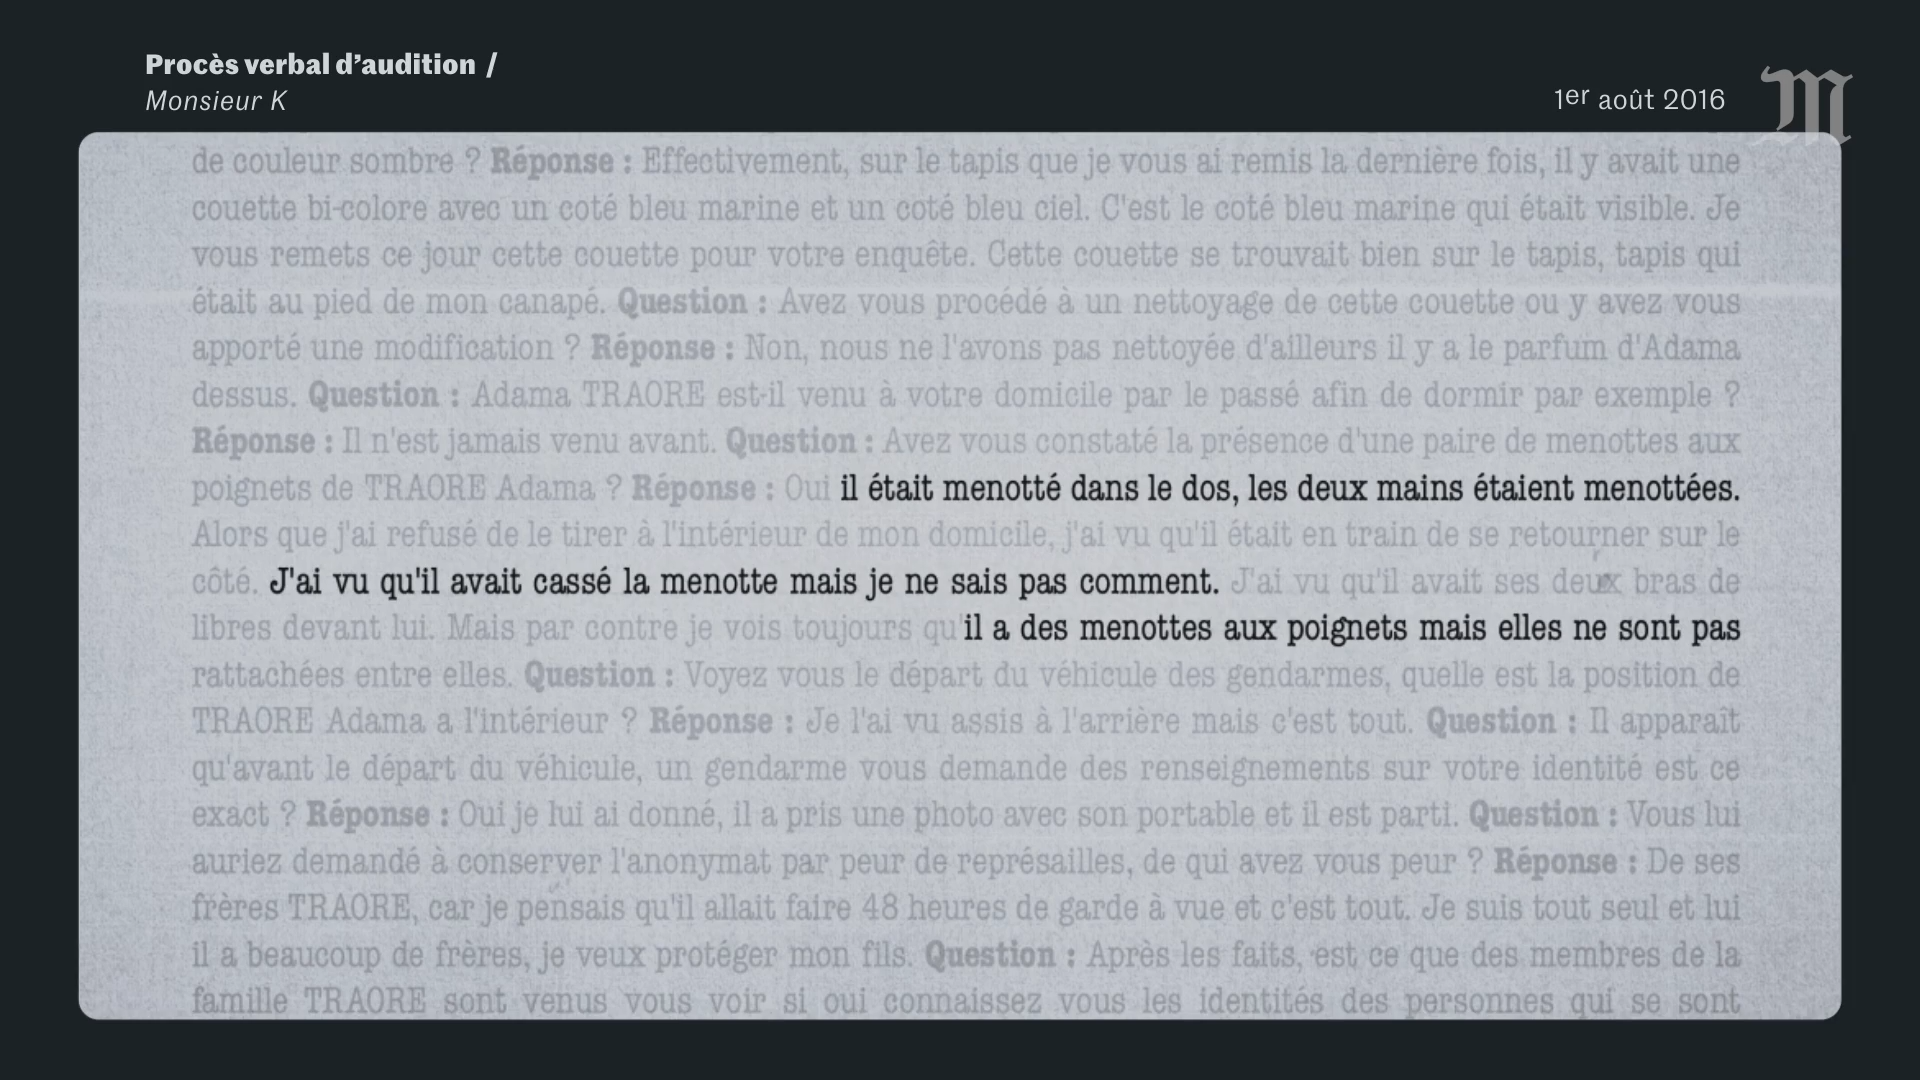 Procès verbal d’audition /
Monsieur K
1er août 2016
M
de couleur sombre ? Réponse : Effectivement, sur le tapis que je vous ai remis la dernière fois, il y avait une
couette bi-colore avec un coté bleu marine et un coté bleu ciel. C'est le coté bleu marine qui était visible. Je
vous remets ce jour cette couette pour votre enquête. Cette couette se trouvait bien sur le tapis, tapis qui
était au pied de mon canapé. Question : Avez vous procédé à un nettoyage de cette couette ou y avez vous
apporté une modification ? Réponse : Non, nous ne l'avons pas nettoyée d'ailleurs il y a le parfum d'Adama
dessus. Question : Adama TRAORE est-il venu à votre domicile par le passé afin de dormir par exemple ?
Réponse : Il n'est jamais venu avant. Question : Avez vous constaté la présence d'une paire de menottes aux
poignets de TRAORE Adama ? Réponse : Oui il était menotté dans le dos, les deux mains étaient menottées.
Alors que j'ai refusé de le tirer à l'intérieur de mon domicile, j'ai vu qu'il était en train de se retourner sur le
côté. J'ai vu qu'il avait cassé la menotte mais je ne sais pas comment. J'ai vu qu'il avait ses deux bras de
libres devant lui. Mais par contre je vois toujours qu'il a des menottes aux poignets mais elles ne sont pas
rattachées entre elles. Question : Voyez vous le départ du véhicule des gendarmes, quelle est la position de
TRAORE Adama a l'intérieur ? Réponse : Je l'ai vu assis à l'arrière mais c'est tout. Question : Il apparaît
qu'avant le départ du véhicule, un gendarme vous demande des renseignements sur votre identité est ce
exact ? Réponse : Oui je lui ai donné, il a pris une photo avec son portable et il est parti. Question : Vous lui
auriez demandé à conserver l'anonymat par peur de représailles, de qui avez vous peur ? Réponse : De ses
frères TRAORE, car je pensais qu'il allait faire 48 heures de garde à vue et c'est tout. Je suis tout seul et lui
il a beaucoup de frères, je veux protéger mon fils. Question : Après les faits, est ce que des membres de la
famille TRAORE sont venus vous voir si oui connaissez vous les identités des personnes qui se sont